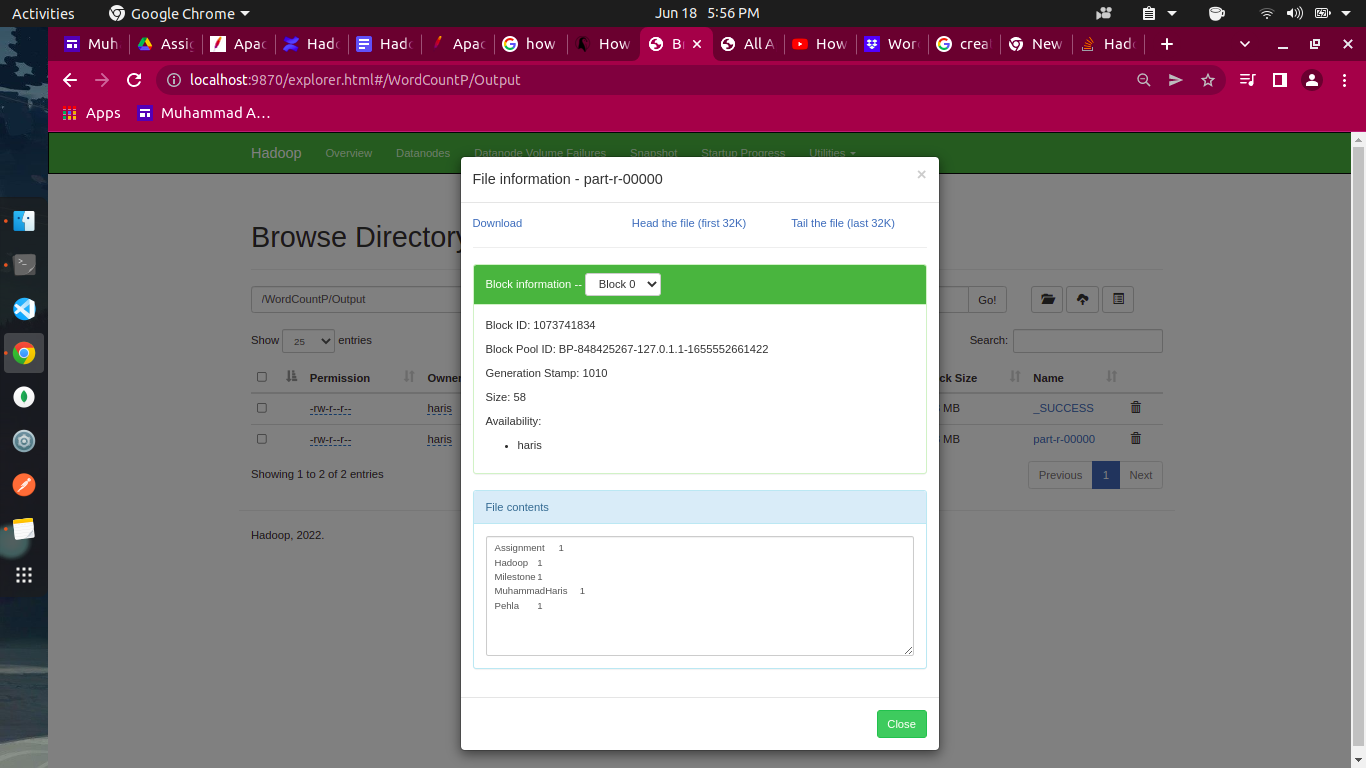 Activities Google Chrome Jun 18 5:56 PM
Muh Assig Apac Hado Hado Apac how How Br All A How Wor creat New Hado
localhost:9870/explorer.html#/WordCountP/Output
Apps Muhammad A...
Hadoop Overview Datanodes Datanode Volume Failures Snapshot Startup Progress Utilities
File information - part-r-00000 ×
Download Head the file (first 32K) Tail the file (last 32K)
Browse Directory
Block information -- Block 0
/WordCountP/Output Go!
Block ID: 1073741834
Show 25 entries Search:
Block Pool ID: BP-848425267-127.0.1.1-1655552661422
Generation Stamp: 1010
Permission Owner ck Size Name
Size: 58
-rw-r--r-- haris MB _SUCCESS
Availability:
-rw-r--r-- haris MB part-r-00000
• haris
Showing 1 to 2 of 2 entries Previous 1 Next
File contents
Hadoop, 2022.
Assignment 1
Hadoop 1
Milestone 1
MuhammadHaris 1
Pehla 1
Close